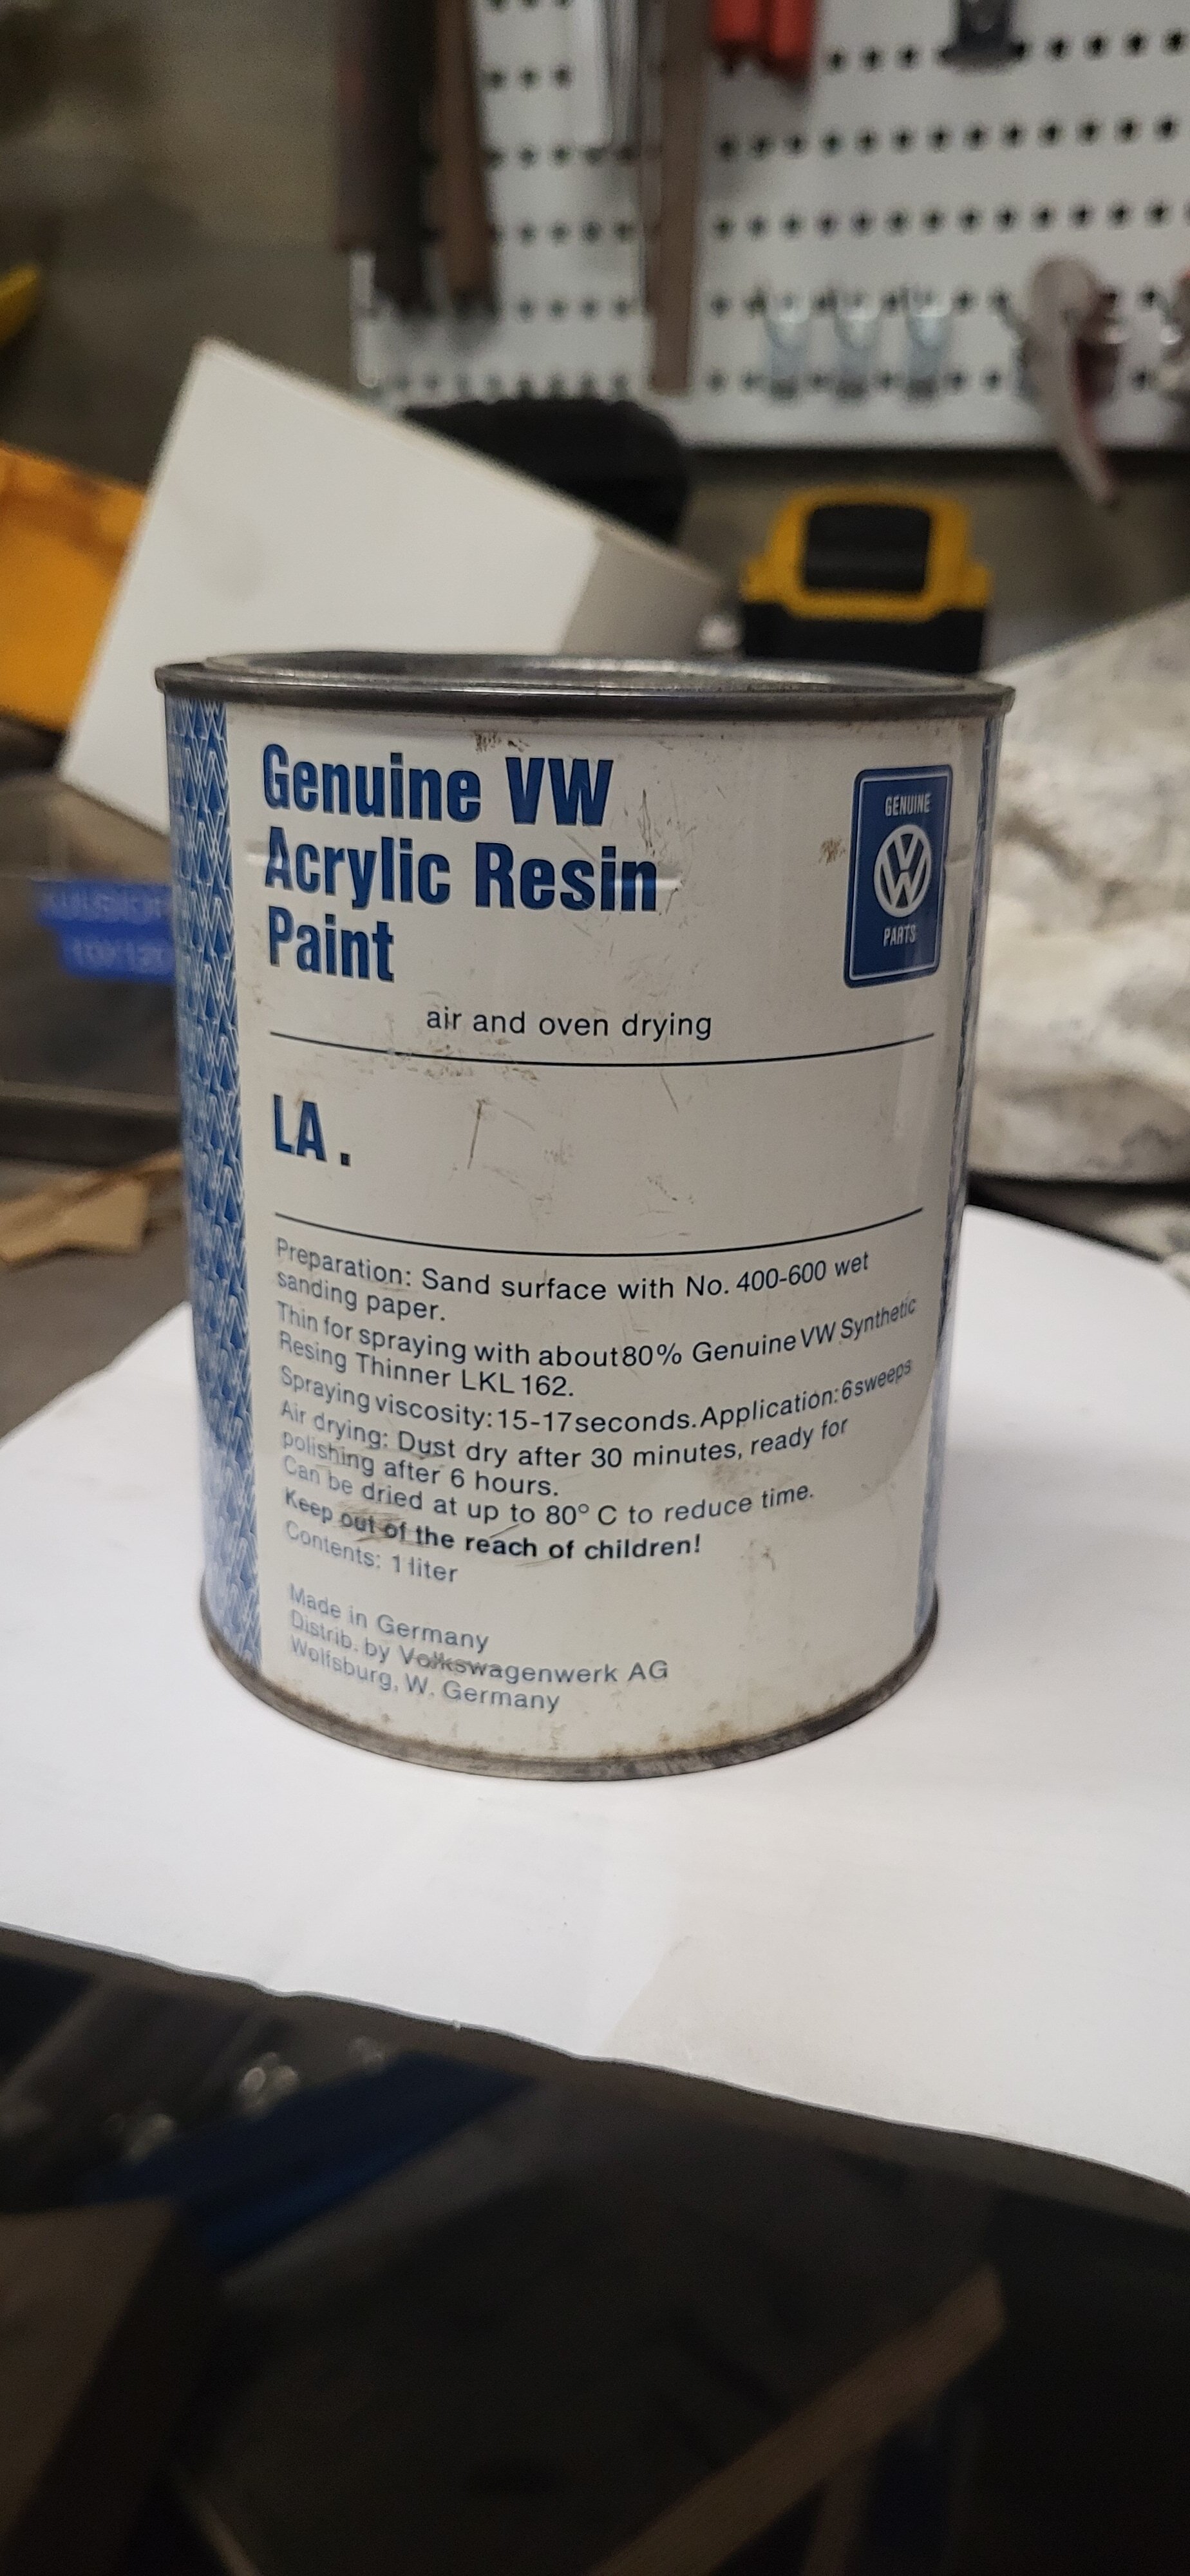 Genuine VW
Acrylic Resin
Paint
air and oven drying
GENUINE
PARTS
LA .
Preparation: Sand surface with No. 400-600 wet
sanding paper.
Thin for spraying with about 80% Genuine VW Synthetic
Resing Thinner LKL 162.
Spraying viscosity: 15-17 seconds. Application: 6 sweeps
Air drying: Dust dry after 30 minutes, ready for
polishing after 6 hours.
Can be dried at up to 80° C to reduce time.
Keep out of the reach of children!
Contents: 1 liter
Made in Germany
Distrib. by Volkswagenwerk AG
Wolfsburg, W. Germany